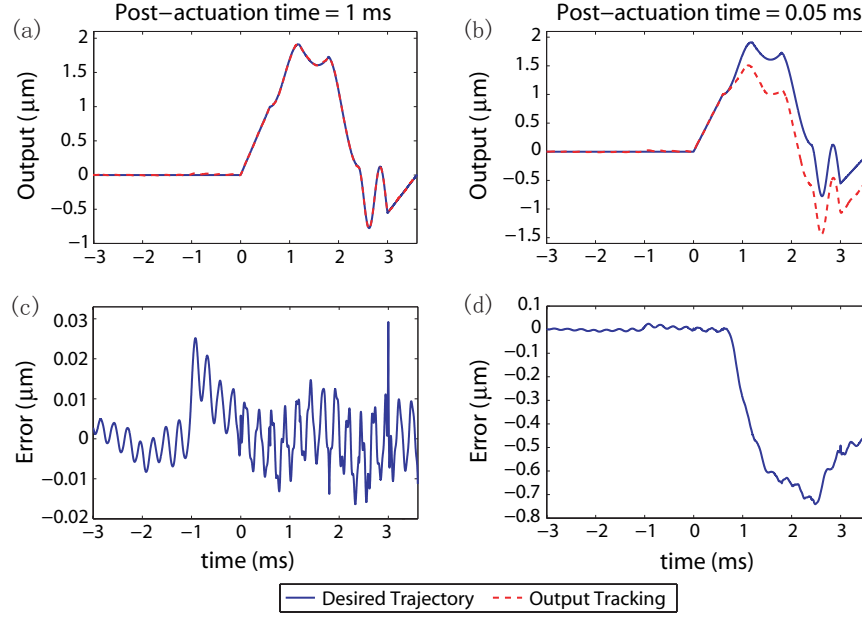 Post−actuation time = 1 ms
Post−actuation time = 0.05 ms
(a)
Output (μm)
2
1.5
1
0.5
0
−0.5
−1
−3 −2 −1 0 1 2 3
(b)
Output (μm)
2
1.5
1
0.5
0
−0.5
−1
−1.5
−3 −2 −1 0 1 2 3
(c)
Error (μm)
0.03
0.02
0.01
0
−0.01
−0.02
−3 −2 −1 0 1 2 3
time (ms)
(d)
Error (μm)
0.1
0
−0.1
−0.2
−0.3
−0.4
−0.5
−0.6
−0.7
−0.8
−3 −2 −1 0 1 2 3
time (ms)
Desired Trajectory
Output Tracking